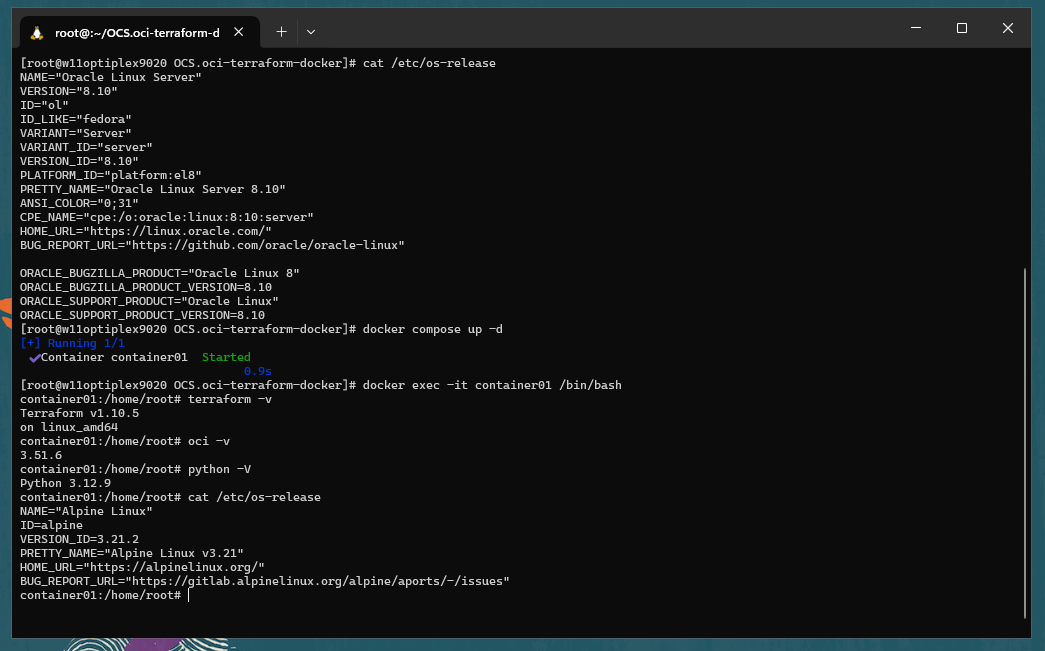 root@:~/OCS.oci-terraform-d
[root@w11optiplex9020 OCS.oci-terraform-docker]# cat /etc/os-release
NAME="Oracle Linux Server"
VERSION="8.10"
ID="ol"
ID_LIKE="fedora"
VARIANT="Server"
VARIANT_ID="server"
VERSION_ID="8.10"
PLATFORM_ID="platform:el8"
PRETTY_NAME="Oracle Linux Server 8.10"
ANSI_COLOR="0;31"
CPE_NAME="cpe:/o:oracle:linux:8:10:server"
HOME_URL="https://linux.oracle.com/"
BUG_REPORT_URL="https://github.com/oracle/oracle-linux"

ORACLE_BUGZILLA_PRODUCT="Oracle Linux 8"
ORACLE_BUGZILLA_PRODUCT_VERSION=8.10
ORACLE_SUPPORT_PRODUCT="Oracle Linux"
ORACLE_SUPPORT_PRODUCT_VERSION=8.10
[root@w11optiplex9020 OCS.oci-terraform-docker]# docker compose up -d
[+] Running 1/1
✔Container container01  Started
0.9s
[root@w11optiplex9020 OCS.oci-terraform-docker]# docker exec -it container01 /bin/bash
container01:/home/root# terraform -v
Terraform v1.10.5
on linux_amd64
container01:/home/root# oci -v
3.51.6
container01:/home/root# python -V
Python 3.12.9
container01:/home/root# cat /etc/os-release
NAME="Alpine Linux"
ID=alpine
VERSION_ID=3.21.2
PRETTY_NAME="Alpine Linux v3.21"
HOME_URL="https://alpinelinux.org/"
BUG_REPORT_URL="https://gitlab.alpinelinux.org/alpine/aports/-/issues"
container01:/home/root#